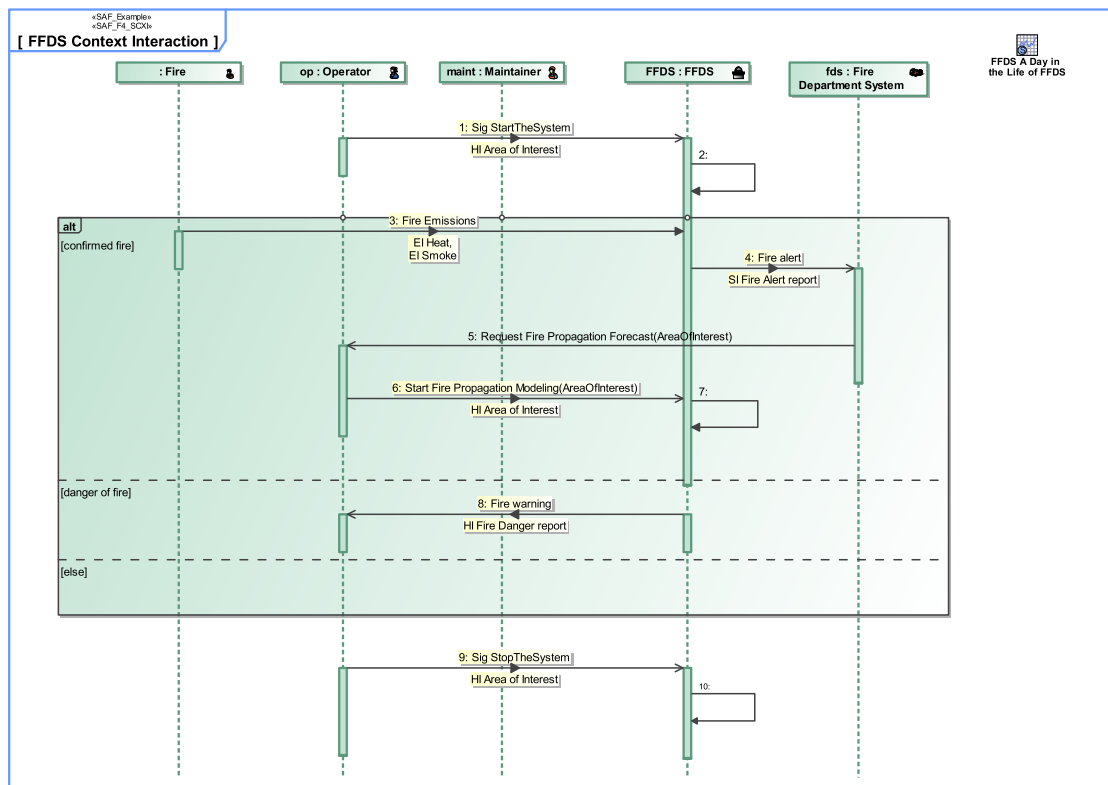 «SAF_Example»
«SAF_F4_SCXI»
[ FFDS Context Interaction ]
FFDS A Day in
the Life of FFDS
: Fire
op : Operator
maint : Maintainer
FFDS : FFDS
fds : Fire
Department System
1: Sig StartTheSystem
HI Area of Interest
2:
alt
[confirmed fire]
3: Fire Emissions
EI Heat,
EI Smoke
4: Fire alert
SI Fire Alert report
5: Request Fire Propagation Forecast(AreaOfInterest)
6: Start Fire Propagation Modeling(AreaOfInterest)
HI Area of Interest
7:
[danger of fire]
8: Fire warning
HI Fire Danger report
[else]
9: Sig StopTheSystem
HI Area of Interest
10: